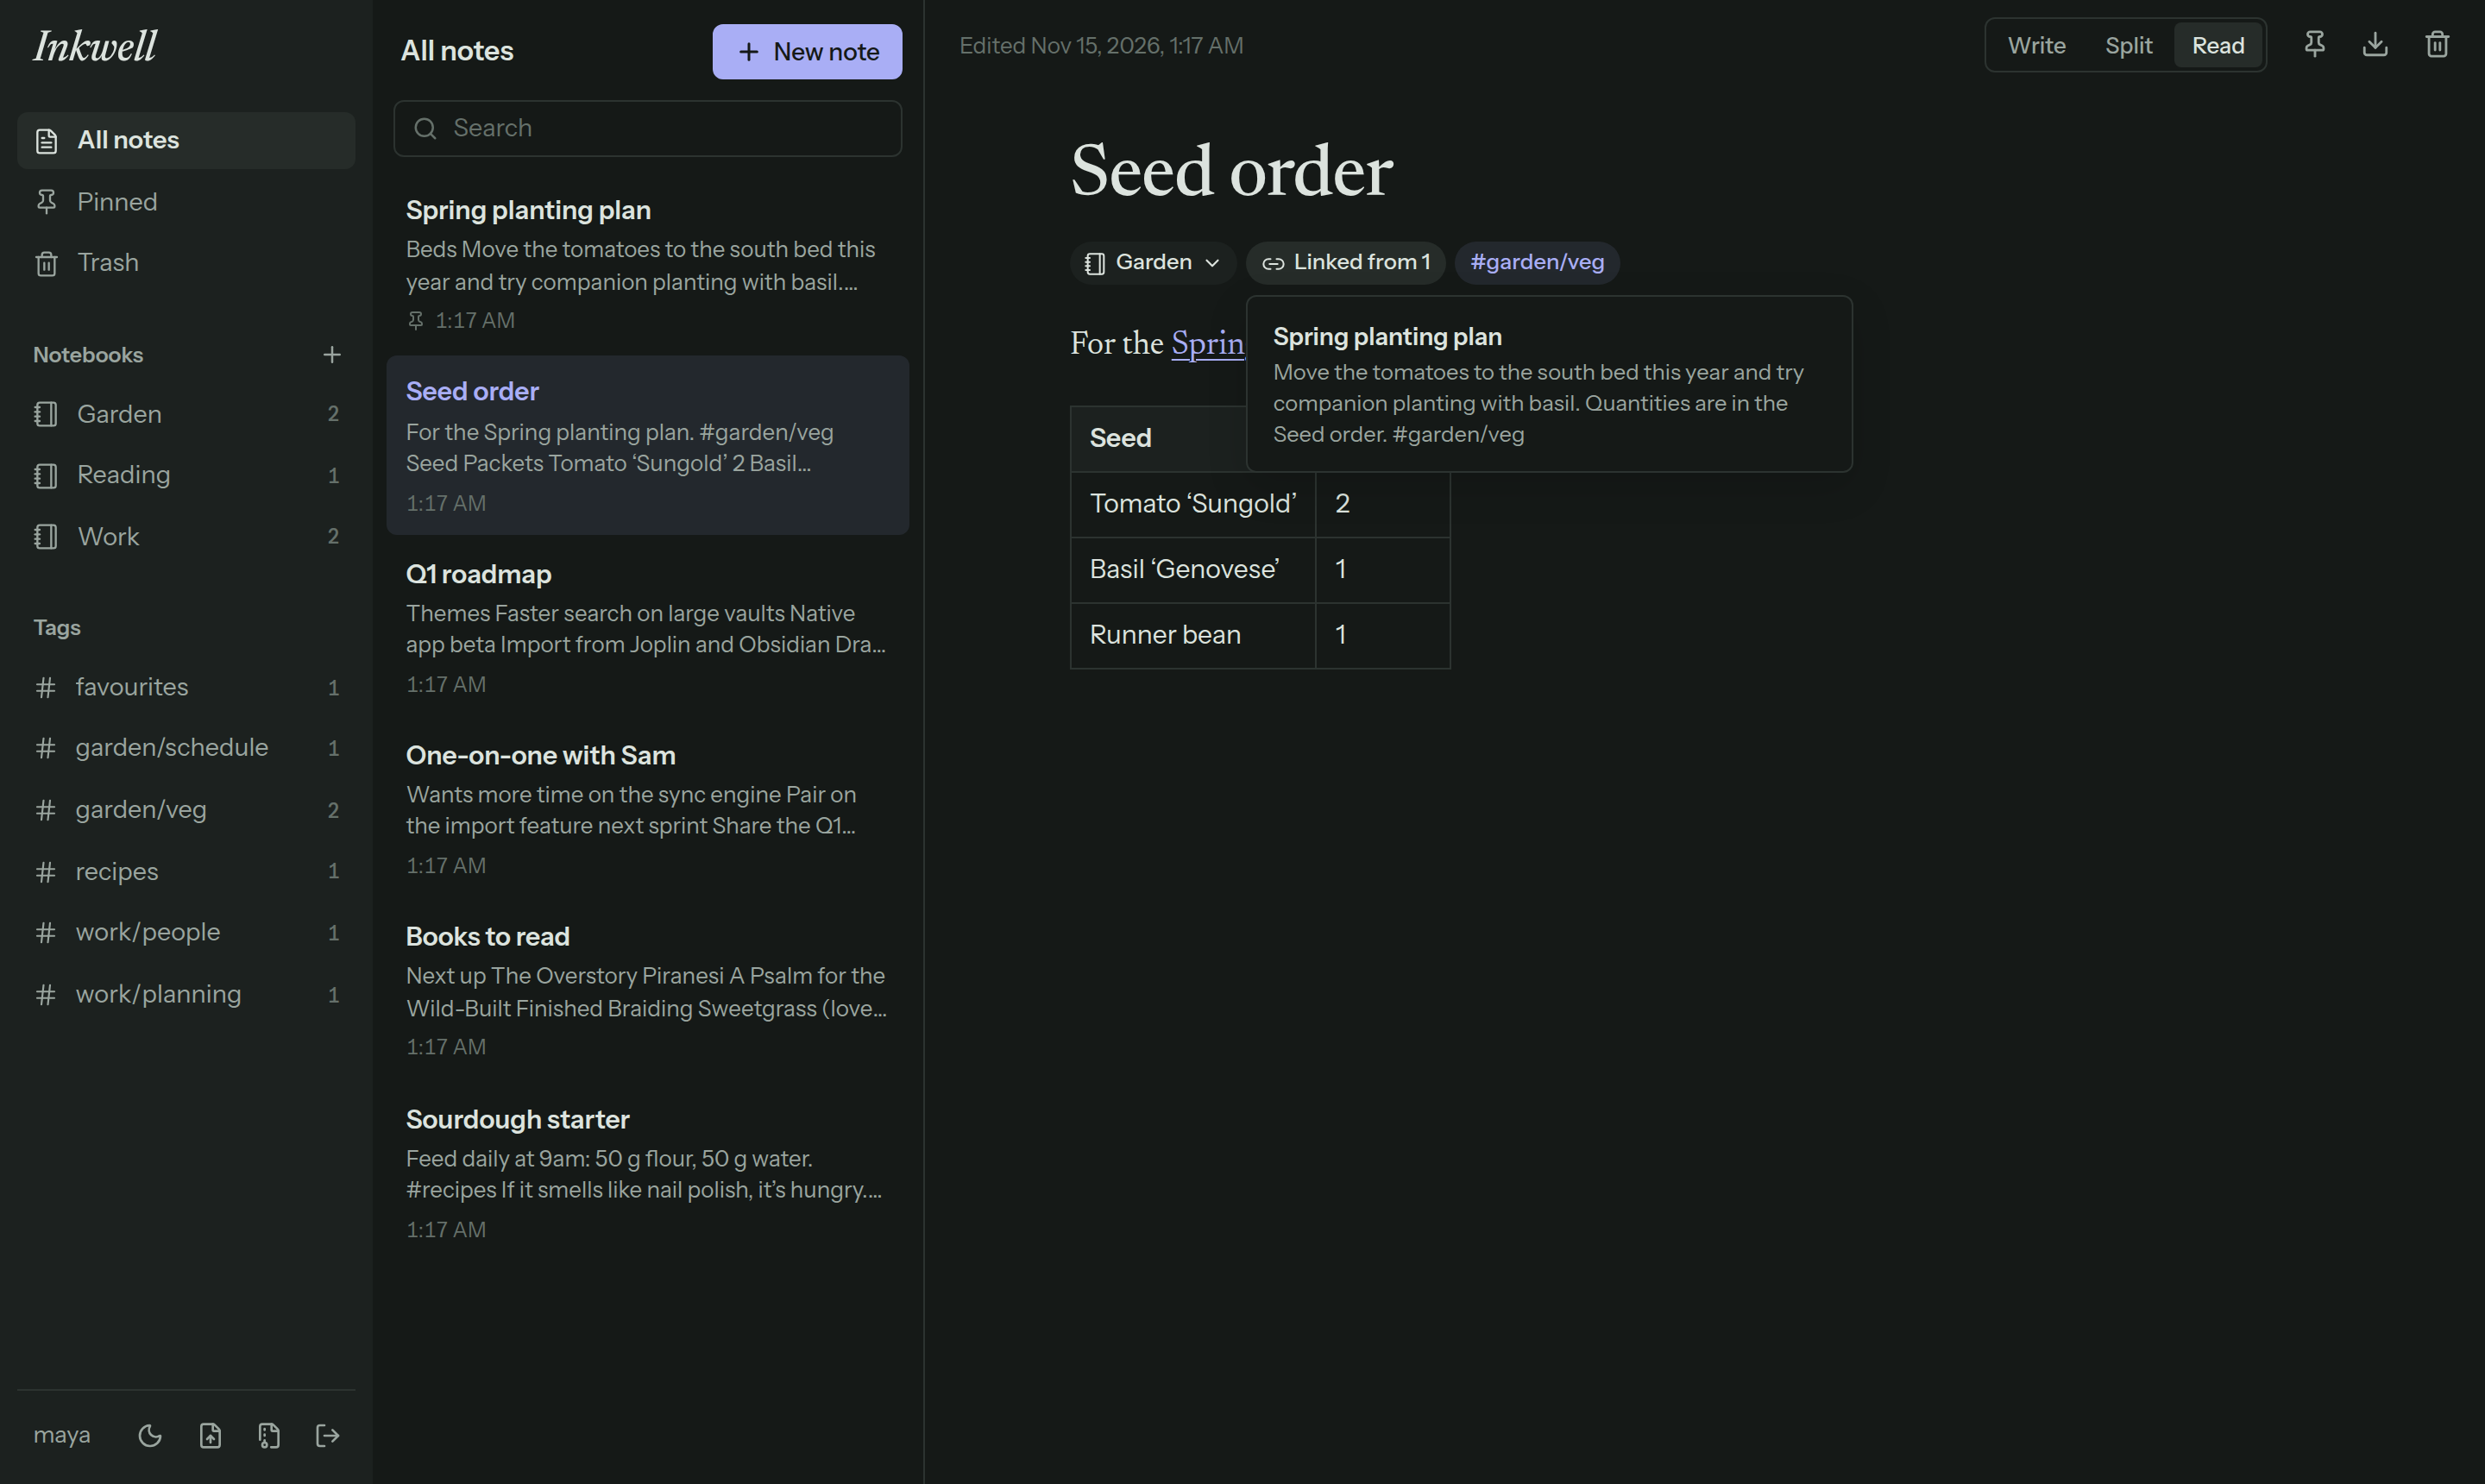 Inkwell
All notes
Pinned
Trash
Notebooks
Garden 2
Reading 1
Work 2
Tags
# favourites 1
# garden/schedule 1
# garden/veg 2
# recipes 1
# work/people 1
# work/planning 1
maya
All notes
New note
Search
Spring planting plan
Beds Move the tomatoes to the south bed this
year and try companion planting with basil.…
1:17 AM
Seed order
For the Spring planting plan. #garden/veg
Seed Packets Tomato ‘Sungold’ 2 Basil…
1:17 AM
Q1 roadmap
Themes Faster search on large vaults Native
app beta Import from Joplin and Obsidian Dra…
1:17 AM
One-on-one with Sam
Wants more time on the sync engine Pair on
the import feature next sprint Share the Q1…
1:17 AM
Books to read
Next up The Overstory Piranesi A Psalm for the
Wild-Built Finished Braiding Sweetgrass (love…
1:17 AM
Sourdough starter
Feed daily at 9am: 50 g flour, 50 g water.
#recipes If it smells like nail polish, it’s hungry.…
1:17 AM
Edited Nov 15, 2026, 1:17 AM
Write Split Read
Seed order
Garden Linked from 1 #garden/veg
For the
Spring planting plan
Move the tomatoes to the south bed this year and try
companion planting with basil. Quantities are in the
Seed order. #garden/veg
Seed
Tomato ‘Sungold’ 2
Basil ‘Genovese’ 1
Runner bean 1